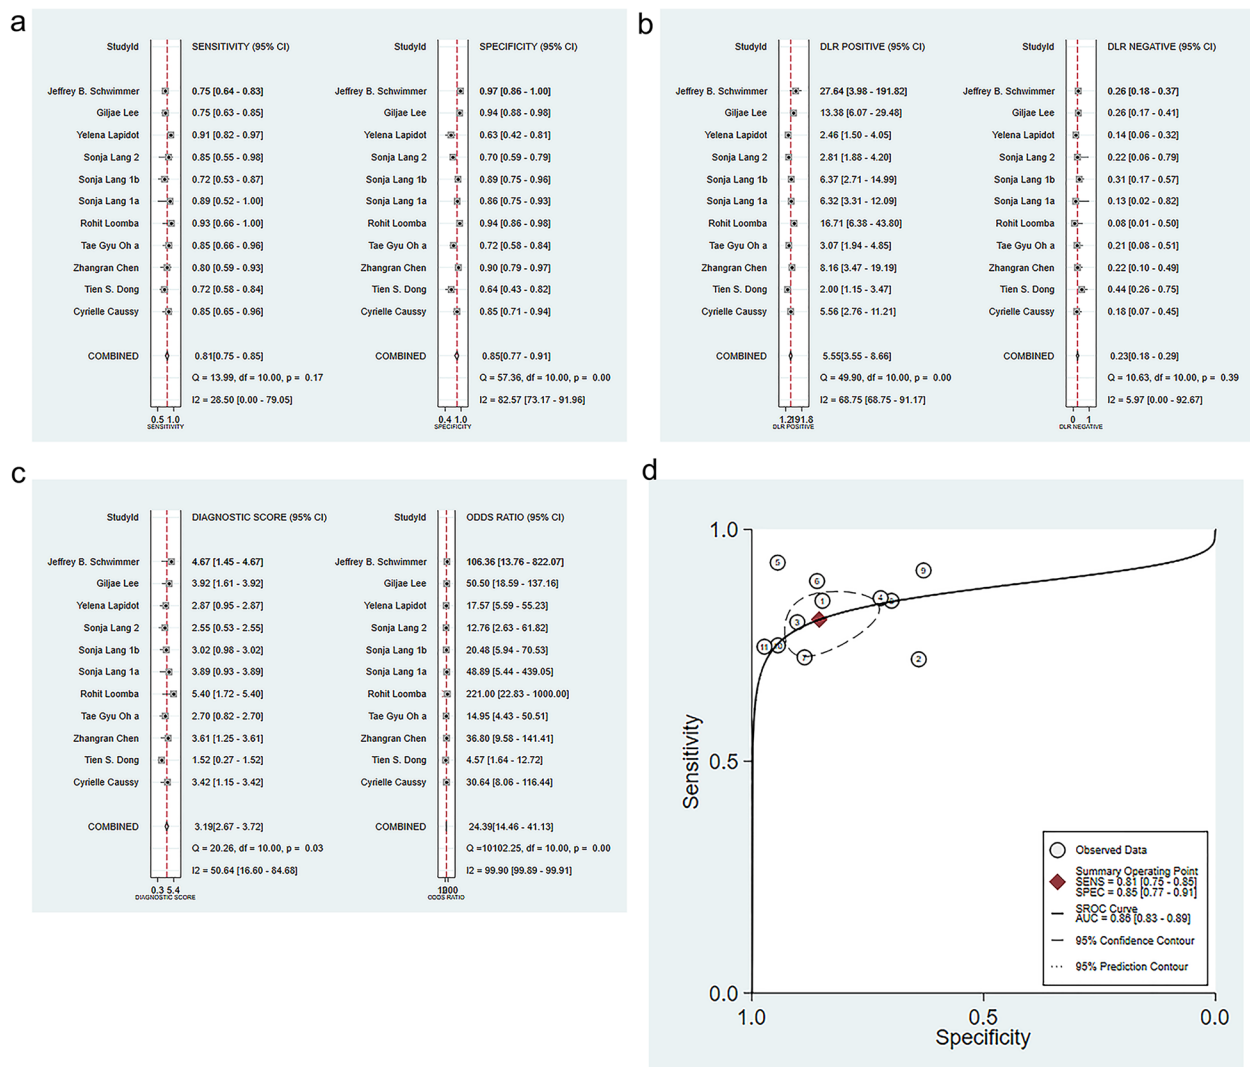 a
StudyId SENSITIVITY (95% CI) StudyId SPECIFICITY (95% CI)
Jeffrey B. Schwimmer 0.75 [0.64 - 0.83] Jeffrey B. Schwimmer 0.97 [0.86 - 1.00]
Giljae Lee 0.75 [0.63 - 0.85] Giljae Lee 0.94 [0.88 - 0.98]
Yelena Lapidot 0.91 [0.82 - 0.97] Yelena Lapidot 0.63 [0.42 - 0.81]
Sonja Lang 2 0.85 [0.55 - 0.98] Sonja Lang 2 0.70 [0.59 - 0.79]
Sonja Lang 1b 0.72 [0.53 - 0.87] Sonja Lang 1b 0.89 [0.75 - 0.96]
Sonja Lang 1a 0.89 [0.52 - 1.00] Sonja Lang 1a 0.86 [0.75 - 0.93]
Rohit Loomba 0.93 [0.66 - 1.00] Rohit Loomba 0.94 [0.86 - 0.98]
Tae Gyu Oh a 0.85 [0.66 - 0.96] Tae Gyu Oh a 0.72 [0.58 - 0.84]
Zhangran Chen 0.80 [0.59 - 0.93] Zhangran Chen 0.90 [0.79 - 0.97]
Tien S. Dong 0.72 [0.58 - 0.84] Tien S. Dong 0.64 [0.43 - 0.82]
Cyrielle Caussy 0.85 [0.65 - 0.96] Cyrielle Caussy 0.85 [0.71 - 0.94]
COMBINED 0.81[0.75 - 0.85] COMBINED 0.85[0.77 - 0.91]
Q = 13.99, df = 10.00, p = 0.17 Q = 57.36, df = 10.00, p = 0.00
I2 = 28.50 [0.00 - 79.05] I2 = 82.57 [73.17 - 91.96]
0.5 1.0 0.4 1.0
SENSITIVITY SPECIFICITY
b
StudyId DLR POSITIVE (95% CI) StudyId DLR NEGATIVE (95% CI)
Jeffrey B. Schwimmer 27.64 [3.98 - 191.82] Jeffrey B. Schwimmer 0.26 [0.18 - 0.37]
Giljae Lee 13.38 [6.07 - 29.48] Giljae Lee 0.26 [0.17 - 0.41]
Yelena Lapidot 2.46 [1.50 - 4.05] Yelena Lapidot 0.14 [0.06 - 0.32]
Sonja Lang 2 2.81 [1.88 - 4.20] Sonja Lang 2 0.22 [0.06 - 0.79]
Sonja Lang 1b 6.37 [2.71 - 14.99] Sonja Lang 1b 0.31 [0.17 - 0.57]
Sonja Lang 1a 6.32 [3.31 - 12.09] Sonja Lang 1a 0.13 [0.02 - 0.82]
Rohit Loomba 16.71 [6.38 - 43.80] Rohit Loomba 0.08 [0.01 - 0.50]
Tae Gyu Oh a 3.07 [1.94 - 4.85] Tae Gyu Oh a 0.21 [0.08 - 0.51]
Zhangran Chen 8.16 [3.47 - 19.19] Zhangran Chen 0.22 [0.10 - 0.49]
Tien S. Dong 2.00 [1.15 - 3.47] Tien S. Dong 0.44 [0.26 - 0.75]
Cyrielle Caussy 5.56 [2.76 - 11.21] Cyrielle Caussy 0.18 [0.07 - 0.45]
COMBINED 5.55[3.55 - 8.66] COMBINED 0.23[0.18 - 0.29]
Q = 49.90, df = 10.00, p = 0.00 Q = 10.63, df = 10.00, p = 0.39
I2 = 68.75 [68.75 - 91.17] I2 = 5.97 [0.00 - 92.67]
1.2 191.8 0 1
DLR POSITIVE DLR NEGATIVE
c
StudyId DIAGNOSTIC SCORE (95% CI) StudyId ODDS RATIO (95% CI)
Jeffrey B. Schwimmer 4.67 [1.45 - 4.67] Jeffrey B. Schwimmer 106.36 [13.76 - 822.07]
Giljae Lee 3.92 [1.61 - 3.92] Giljae Lee 50.50 [18.59 - 137.16]
Yelena Lapidot 2.87 [0.95 - 2.87] Yelena Lapidot 17.57 [5.59 - 55.23]
Sonja Lang 2 2.55 [0.53 - 2.55] Sonja Lang 2 12.76 [2.63 - 61.82]
Sonja Lang 1b 3.02 [0.98 - 3.02] Sonja Lang 1b 20.48 [5.94 - 70.53]
Sonja Lang 1a 3.89 [0.93 - 3.89] Sonja Lang 1a 48.89 [5.44 - 439.05]
Rohit Loomba 5.40 [1.72 - 5.40] Rohit Loomba 221.00 [22.83 - 1000.00]
Tae Gyu Oh a 2.70 [0.82 - 2.70] Tae Gyu Oh a 14.95 [4.43 - 50.51]
Zhangran Chen 3.61 [1.25 - 3.61] Zhangran Chen 36.80 [9.58 - 141.41]
Tien S. Dong 1.52 [0.27 - 1.52] Tien S. Dong 4.57 [1.64 - 12.72]
Cyrielle Caussy 3.42 [1.15 - 3.42] Cyrielle Caussy 30.64 [8.06 - 116.44]
COMBINED 3.19[2.67 - 3.72] COMBINED 24.39[14.46 - 41.13]
Q = 20.26, df = 10.00, p = 0.03 Q =10102.25, df = 10.00, p = 0.00
I2 = 50.64 [16.60 - 84.68] I2 = 99.90 [99.89 - 99.91]
0.3 5.4
DIAGNOSTIC SCORE ODDS RATIO
d
1.0
5
9
6
1 4
3
11 10
7 2
0.5
Sensitivity
Observed Data
Summary Operating Point
SENS = 0.81 [0.75 - 0.85]
SPEC = 0.85 [0.77 - 0.91]
SROC Curve
AUC = 0.86 [0.83 - 0.89]
95% Confidence Contour
95% Prediction Contour
0.0
1.0 0.5 0.0
Specificity